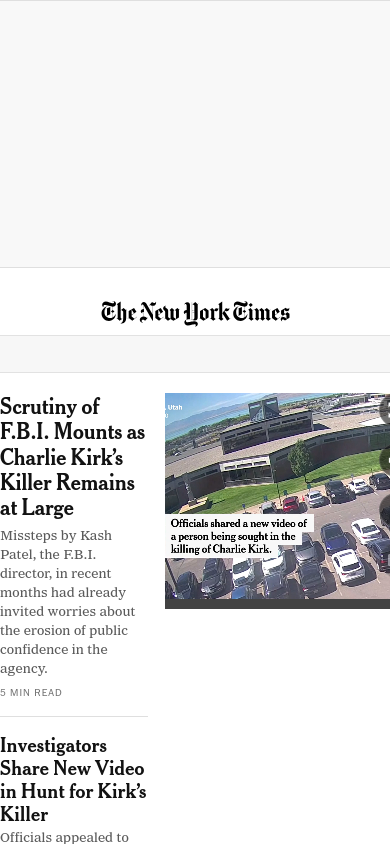 The New York Times
Scrutiny of
F.B.I. Mounts as
Charlie Kirk's
Killer Remains
at Large
Missteps by Kash
Patel, the F.B.I.
director, in recent
months had already
invited worries about
the erosion of public
confidence in the
agency.
5 MIN READ
, Utah
Officials shared a new video of
a person being sought in the
killing of Charlie Kirk.
Investigators
Share New Video
in Hunt for Kirk's
Killer
Officials appealed to